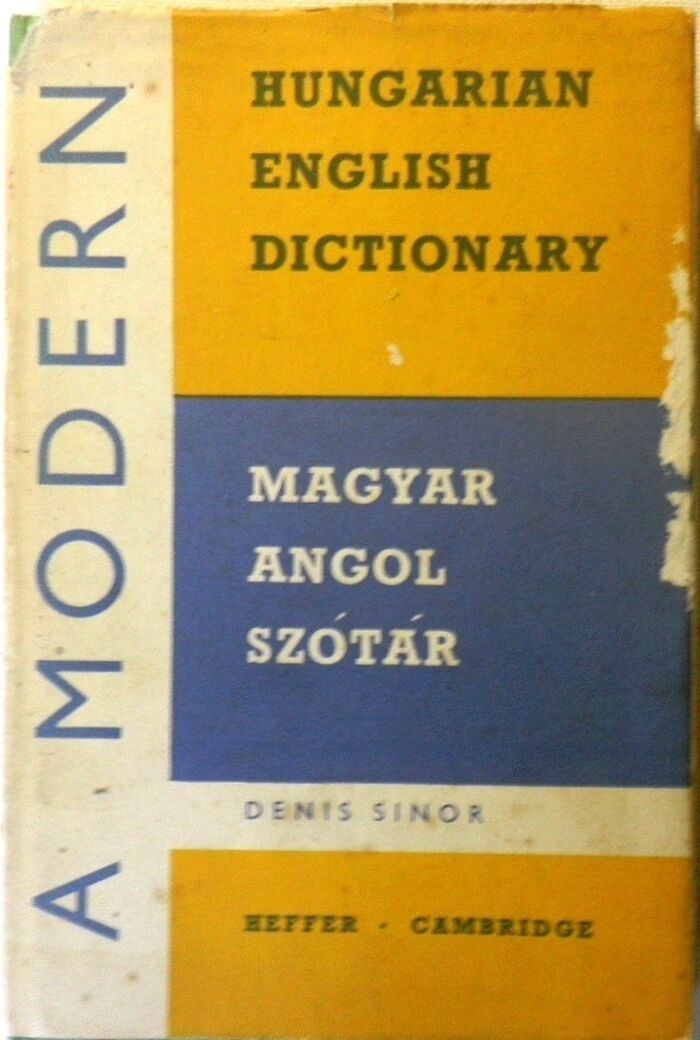 A MODERN
HUNGARIAN
ENGLISH
DICTIONARY
MAGYAR
ANGOL
SZÓTÁR
DENIS SINOR
HEFFER · CAMBRIDGE